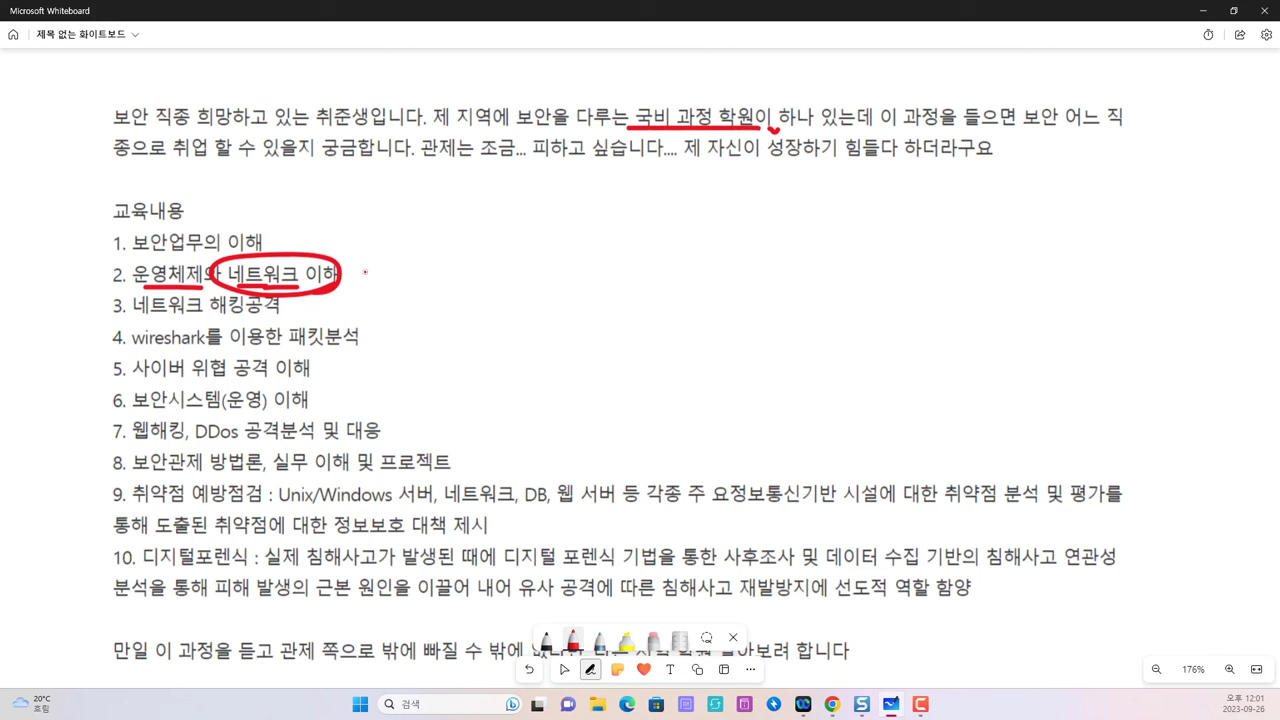 Microsoft Whiteboard
제목 없는 화이트보드
보안 직종 희망하고 있는 취준생입니다. 제 지역에 보안을 다루는 국비 과정 학원이 하나 있는데 이 과정을 들으면 보안 어느 직
종으로 취업 할 수 있을지 궁금합니다. 관제는 조금... 피하고 싶습니다.... 제 자신이 성장하기 힘들다 하더라구요
교육내용
1. 보안업무의 이해
2. 운영체제와 네트워크 이해
3. 네트워크 해킹공격
4. wireshark를 이용한 패킷분석
5. 사이버 위협 공격 이해
6. 보안시스템(운영) 이해
7. 웹해킹, DDos 공격분석 및 대응
8. 보안관제 방법론, 실무 이해 및 프로젝트
9. 취약점 예방점검 : Unix/Windows 서버, 네트워크, DB, 웹 서버 등 각종 주 요정보통신기반 시설에 대한 취약점 분석 및 평가를
통해 도출된 취약점에 대한 정보보호 대책 제시
10. 디지털포렌식 : 실제 침해사고가 발생된 때에 디지털 포렌식 기법을 통한 사후조사 및 데이터 수집 기반의 침해사고 연관성
분석을 통해 피해 발생의 근본 원인을 이끌어 내어 유사 공격에 따른 침해사고 재발방지에 선도적 역할 함양
만일 이 과정을 듣고 관제 쪽으로 밖에 빠질 수 밖에 합니다
176%
20°C
흐림
검색
오후 12:01
2023-09-26